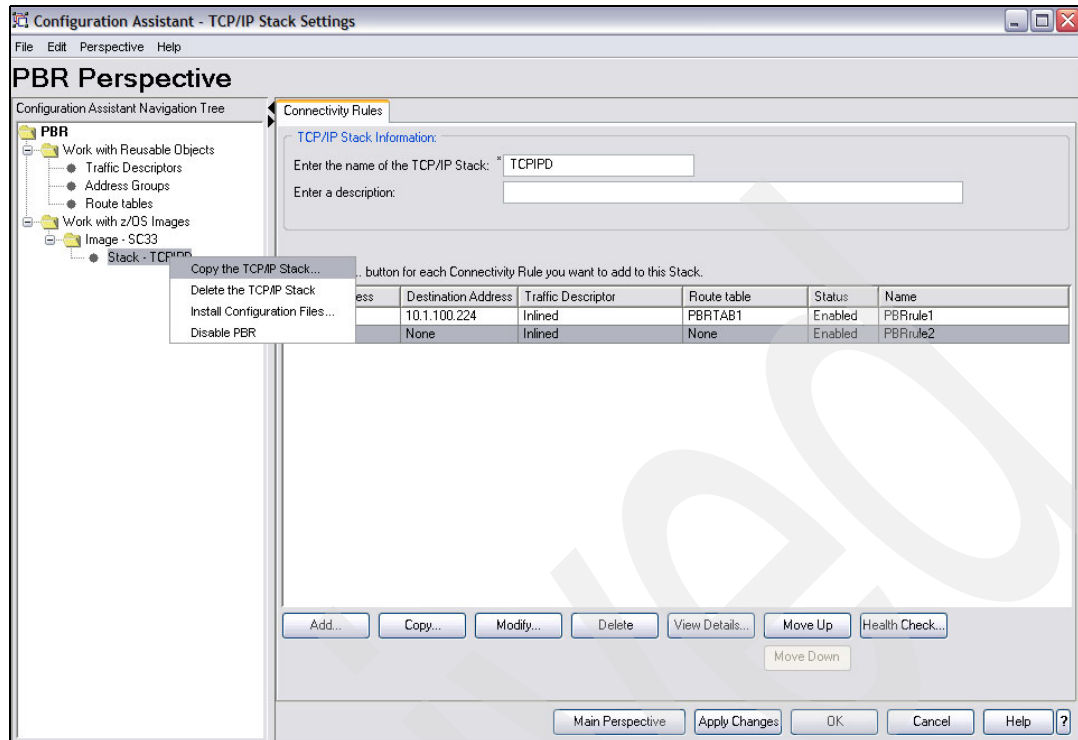 Configuration Assistant - TCP/IP Stack Settings
File Edit Perspective Help
PBR Perspective
Configuration Assistant Navigation Tree
PBR
Work with Reusable Objects
Traffic Descriptors
Address Groups
Route tables
Work with z/OS Images
Image - SC33
Stack - TCPIPD
Copy the TCP/IP Stack...
Delete the TCP/IP Stack
Install Configuration Files...
Disable PBR
Connectivity Rules
TCP/IP Stack Information:
Enter the name of the TCP/IP Stack: * TCPIPD
Enter a description:
... button for each Connectivity Rule you want to add to this Stack.
ess Destination Address Traffic Descriptor Route table Status Name
10.1.100.224 Inlined PBRTAB1 Enabled PBRrule1
None Inlined None Enabled PBRrule2
Add... Copy... Modify... Delete View Details... Move Up Health Check...
Move Down
Main Perspective Apply Changes OK Cancel Help ?